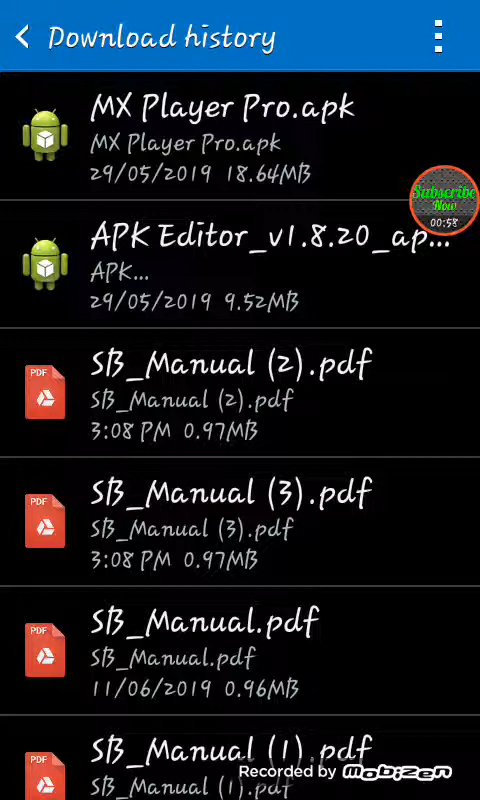 Download history
MX Player Pro.apk
MX Player Pro.apk
29/05/2019 18.64MB
Subscribe
Now
00:58
APK Editor_v1.8.20_ap...
APK...
29/05/2019 9.52MB
PDF
SB_Manual (2).pdf
SB_Manual (2).pdf
3:08 PM 0.97MB
PDF
SB_Manual (3).pdf
SB_Manual (3).pdf
3:08 PM 0.97MB
PDF
SB_Manual.pdf
SB_Manual.pdf
11/06/2019 0.96MB
PDF
SB_Manual (1).pdf
SB_Manual (1).pdf
Recorded by mobizen